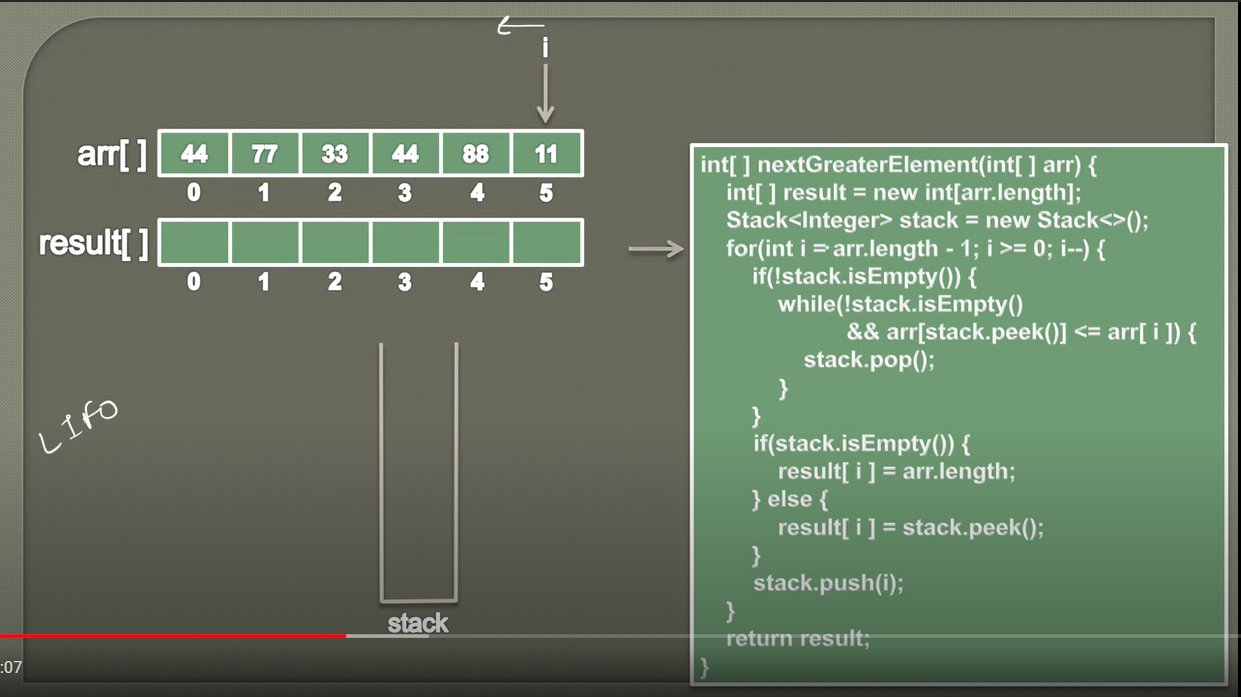 i
arr[ ] 44 77 33 44 88 11
0 1 2 3 4 5
result[ ]
0 1 2 3 4 5
LIFO
stack
:07
int[ ] nextGreaterElement(int[ ] arr) {
int[ ] result = new int[arr.length];
Stack<Integer> stack = new Stack<>();
for(int i = arr.length - 1; i >= 0; i--) {
if(!stack.isEmpty()) {
while(!stack.isEmpty()
&& arr[stack.peek()] <= arr[ i ]) {
stack.pop();
}
}
if(stack.isEmpty()) {
result[ i ] = arr.length;
} else {
result[ i ] = stack.peek();
}
stack.push(i);
}
return result;
}